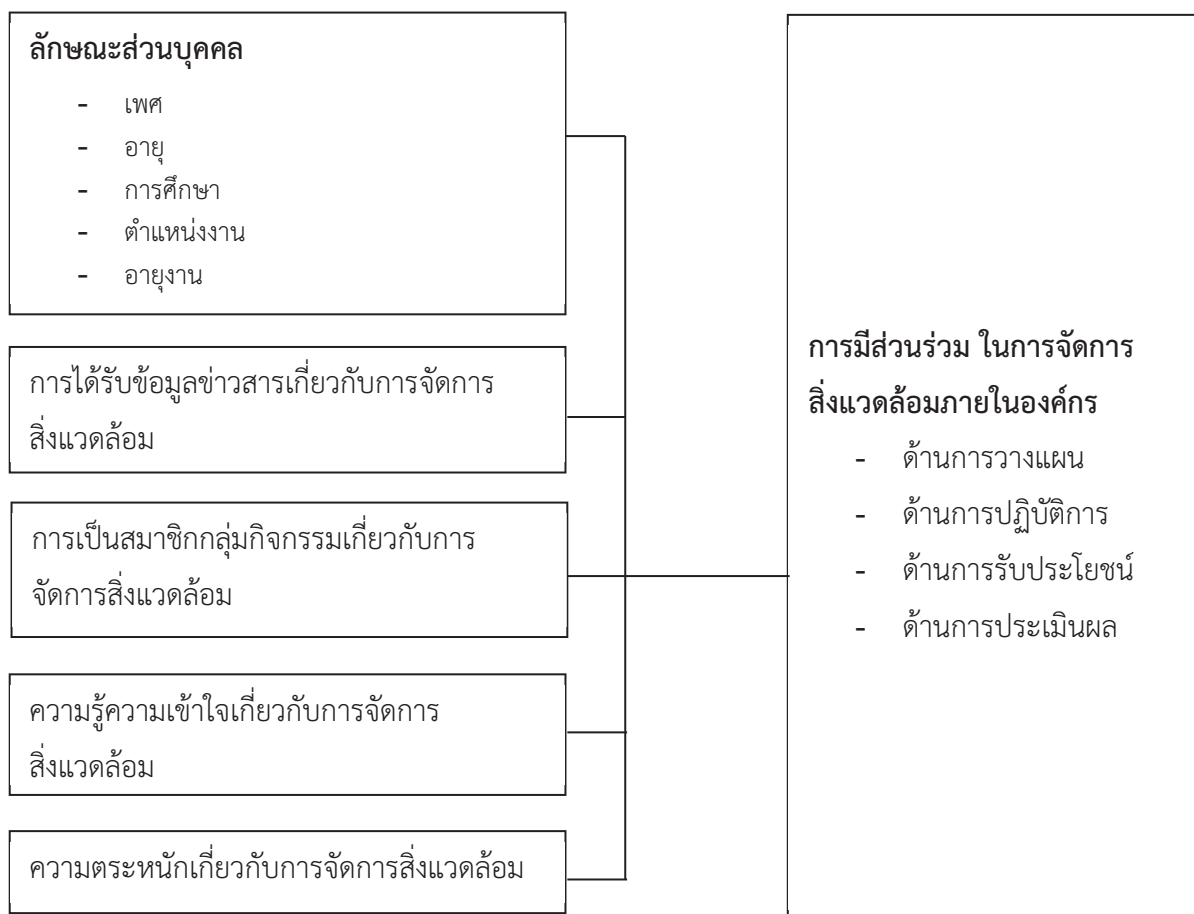 ลักษณะส่วนบุคคล
- เพศ
- อายุ
- การศึกษา
- ตำแหน่งงาน
- อายุงาน
การได้รับข้อมูลข่าวสารเกี่ยวกับการจัดการ
สิ่งแวดล้อม
การเป็นสมาชิกกลุ่มกิจกรรมเกี่ยวกับการ
จัดการสิ่งแวดล้อม
ความรู้ความเข้าใจเกี่ยวกับการจัดการ
สิ่งแวดล้อม
ความตระหนักเกี่ยวกับการจัดการสิ่งแวดล้อม
การมีส่วนร่วม ในการจัดการ
สิ่งแวดล้อมภายในองค์กร
- ด้านการวางแผน
- ด้านการปฏิบัติการ
- ด้านการรับประโยชน์
- ด้านการประเมินผล